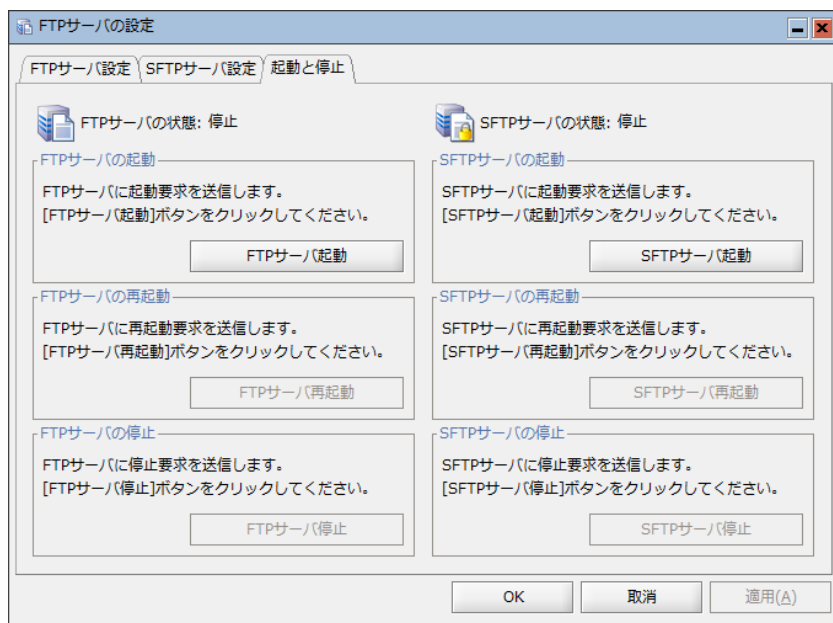 FTPサーバの設定
FTPサーバ設定 SFTPサーバ設定 起動と停止
FTPサーバの状態: 停止
FTPサーバの起動
FTPサーバに起動要求を送信します。
[FTPサーバ起動]ボタンをクリックしてください。
FTPサーバ起動
FTPサーバの再起動
FTPサーバに再起動要求を送信します。
[FTPサーバ再起動]ボタンをクリックしてください。
FTPサーバ再起動
FTPサーバの停止
FTPサーバに停止要求を送信します。
[FTPサーバ停止]ボタンをクリックしてください。
FTPサーバ停止
SFTPサーバの状態: 停止
SFTPサーバの起動
SFTPサーバに起動要求を送信します。
[SFTPサーバ起動]ボタンをクリックしてください。
SFTPサーバ起動
SFTPサーバの再起動
SFTPサーバに再起動要求を送信します。
[SFTPサーバ再起動]ボタンをクリックしてください。
SFTPサーバ再起動
SFTPサーバの停止
SFTPサーバに停止要求を送信します。
[SFTPサーバ停止]ボタンをクリックしてください。
SFTPサーバ停止
OK 取消 適用(A)